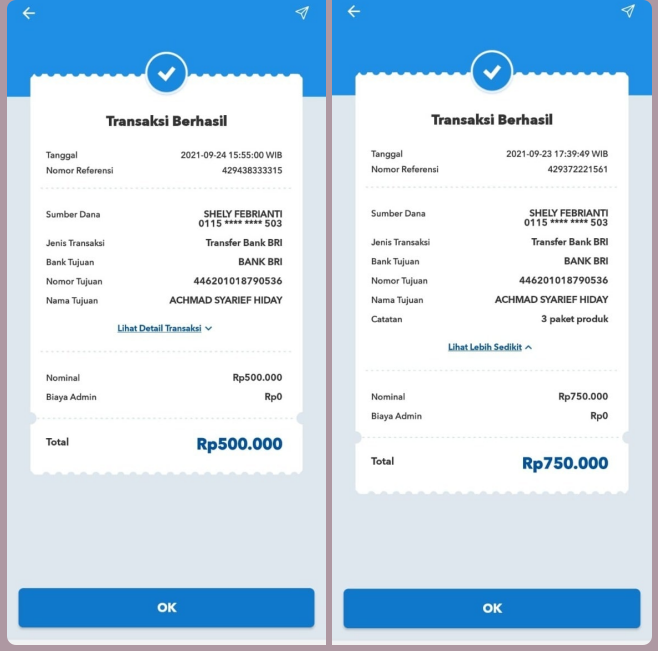 Transaksi Berhasil
Tanggal 2021-09-24 15:55:00 WIB
Nomor Referensi 429438333315
Sumber Dana SHELY FEBRIANTI
0115 **** **** 503
Jenis Transaksi Transfer Bank BRI
Bank Tujuan BANK BRI
Nomor Tujuan 446201018790536
Nama Tujuan ACHMAD SYARIEF HIDAY
Lihat Detail Transaksi
Nominal Rp500.000
Biaya Admin Rp0
Total Rp500.000
OK
Transaksi Berhasil
Tanggal 2021-09-23 17:39:49 WIB
Nomor Referensi 429372221561
Sumber Dana SHELY FEBRIANTI
0115 **** **** 503
Jenis Transaksi Transfer Bank BRI
Bank Tujuan BANK BRI
Nomor Tujuan 446201018790536
Nama Tujuan ACHMAD SYARIEF HIDAY
Catatan 3 paket produk
Lihat Lebih Sedikit
Nominal Rp750.000
Biaya Admin Rp0
Total Rp750.000
OK